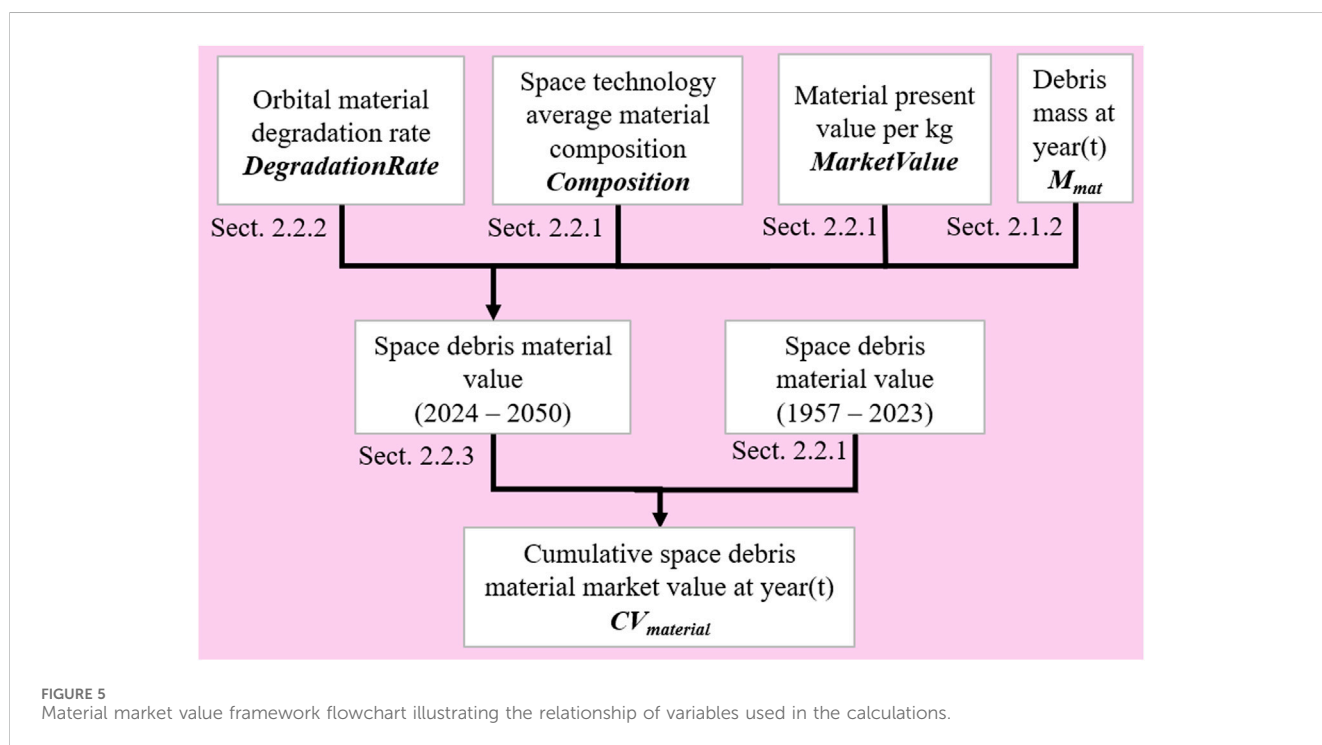 Orbital material
degradation rate
DegradationRate
Space technology
average material
composition
Composition
Material present
value per kg
MarketValue
Debris
mass at
year(t)
M_mat
Sect. 2.2.2
Sect. 2.2.1
Sect. 2.2.1
Sect. 2.1.2
Space debris material
value
(2024 – 2050)
Space debris
material value
(1957 – 2023)
Sect. 2.2.3
Sect. 2.2.1
Cumulative space debris
material market value at year(t)
CV_material
FIGURE 5
Material market value framework flowchart illustrating the relationship of variables used in the calculations.